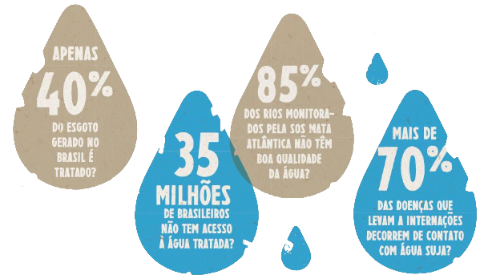 APENAS
40%
DO ESGOTO
GERADO NO
BRASIL É
TRATADO?
35
MILHÕES
DE BRASILEIROS
NÃO TEM ACESSO
À ÁGUA TRATADA?
85%
DOS RIOS MONITORA-
DOS PELA SOS MATA
ATLÂNTICA NÃO TÊM
BOA QUALIDADE
DA ÁGUA?
MAIS DE
70%
DAS DOENÇAS QUE
LEVAM A INTERNAÇÕES
DECORREM DE CONTATO
COM ÁGUA SUJA?